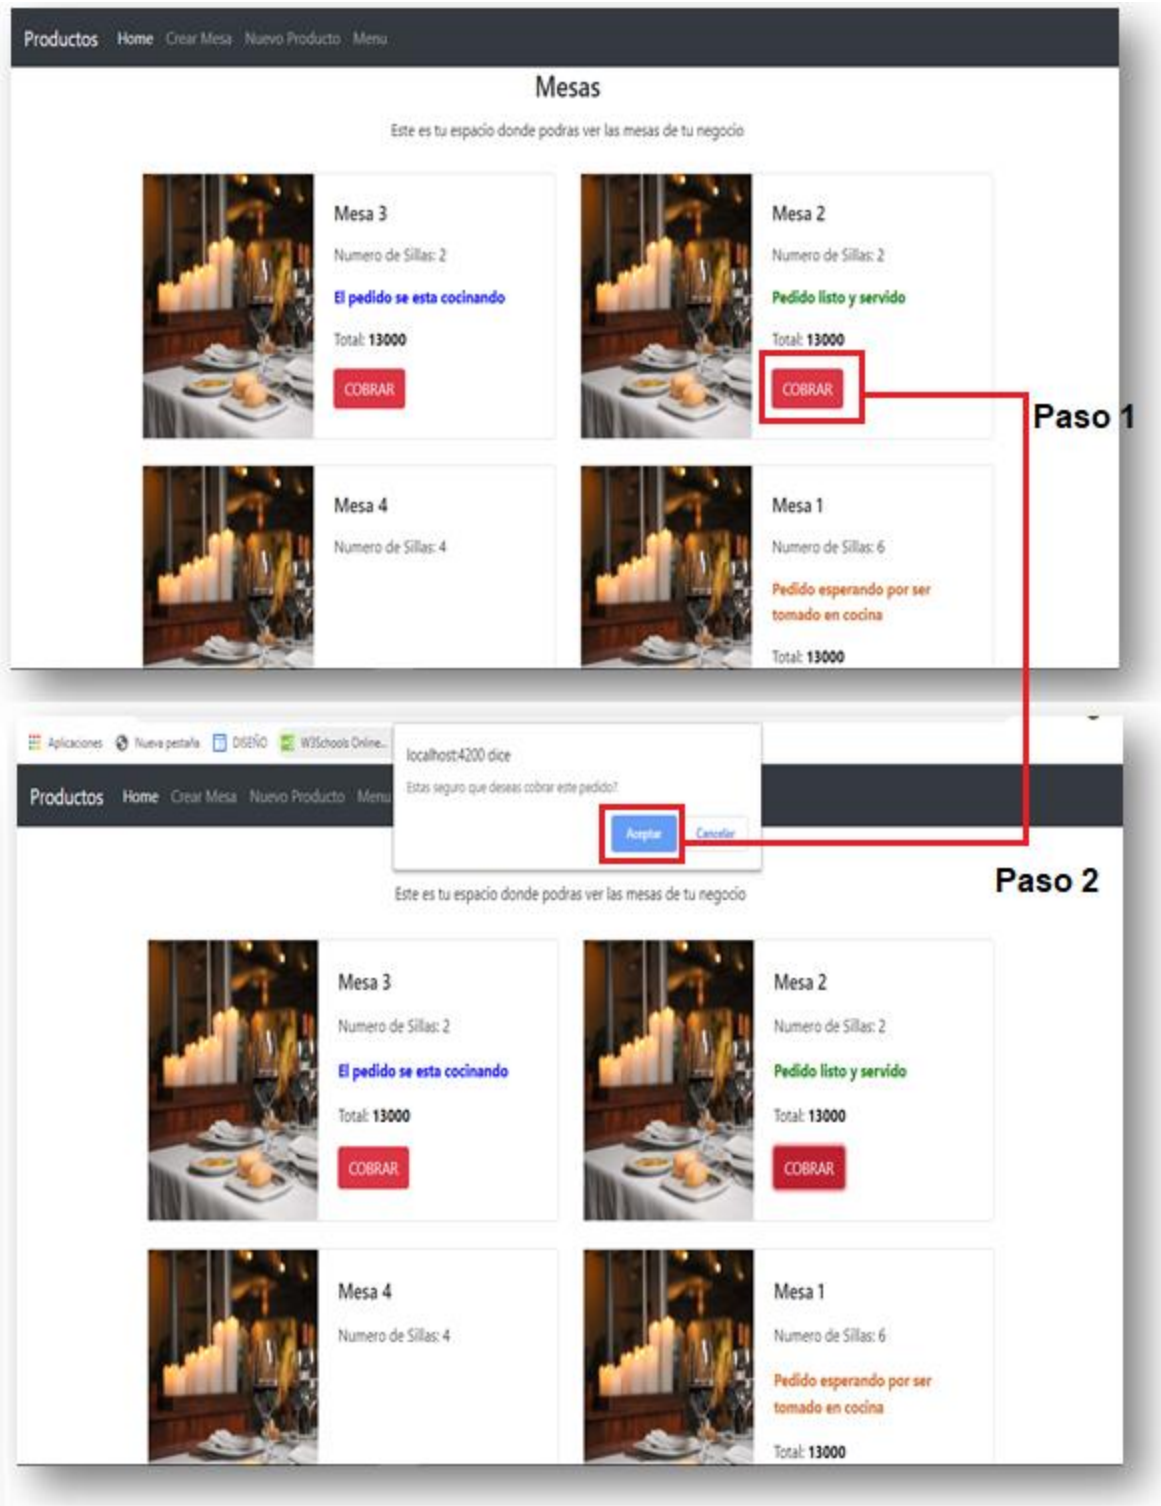 Productos Home Crear Mesa Nuevo Producto Menu
Mesas
Este es tu espacio donde podras ver las mesas de tu negocio
Mesa 3
Numero de Sillas: 2
El pedido se esta cocinando
Total: 13000
COBRAR
Mesa 2
Numero de Sillas: 2
Pedido listo y servido
Total: 13000
COBRAR
Paso 1
Mesa 4
Numero de Sillas: 4
Mesa 1
Numero de Sillas: 6
Pedido esperando por ser
tomado en cocina
Total: 13000
Aplicaciones Nueva pestaña DISEÑO W3Schools Online...
localhost:4200 dice
Estas seguro que deseas cobrar este pedido?
Aceptar Cancelar
Productos Home Crear Mesa Nuevo Producto Menu
Paso 2
Este es tu espacio donde podras ver las mesas de tu negocio
Mesa 3
Numero de Sillas: 2
El pedido se esta cocinando
Total: 13000
COBRAR
Mesa 2
Numero de Sillas: 2
Pedido listo y servido
Total: 13000
COBRAR
Mesa 4
Numero de Sillas: 4
Mesa 1
Numero de Sillas: 6
Pedido esperando por ser
tomado en cocina
Total: 13000